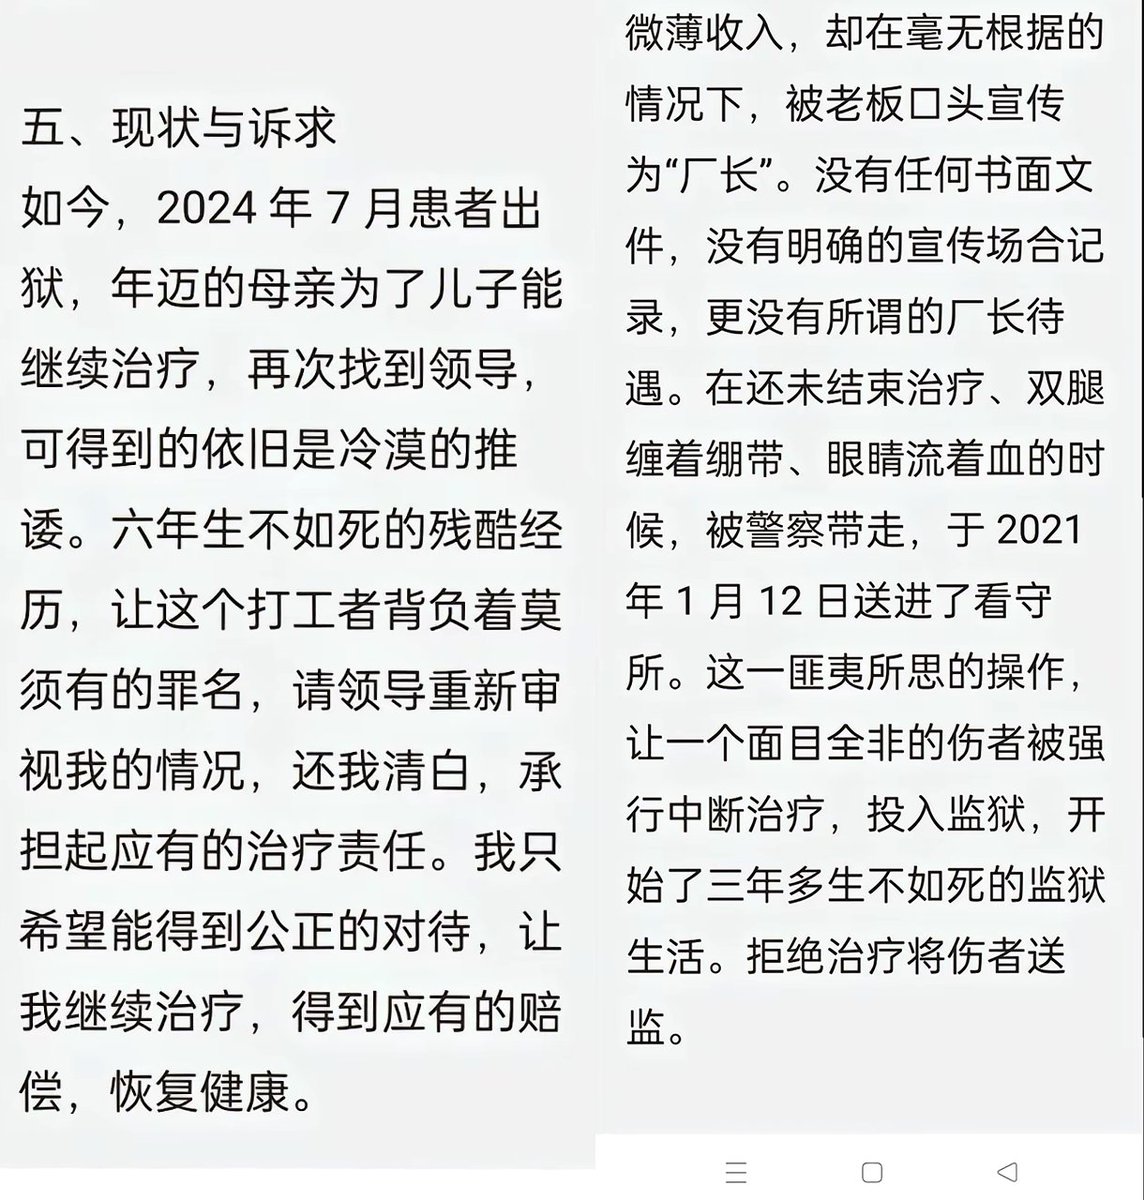 五、现状与诉求
如今，2024 年 7 月患者出
狱，年迈的母亲为了儿子能
继续治疗，再次找到领导，
可得到的依旧是冷漠的推
诿。六年生不如死的残酷经
历，让这个打工者背负着莫
须有的罪名，请领导重新审
视我的情况，还我清白，承
担起应有的治疗责任。我只
希望能得到公正的对待，让
我继续治疗，得到应有的赔
偿，恢复健康。
微薄收入，却在毫无根据的
情况下，被老板口头宣传
为“厂长”。没有任何书面文
件，没有明确的宣传场合记
录，更没有所谓的厂长待
遇。在还未结束治疗、双腿
缠着绷带、眼睛流着血的时
候，被警察带走，于 2021
年 1 月 12 日送进了看守
所。这一匪夷所思的操作，
让一个面目全非的伤者被强
行中断治疗，投入监狱，开
始了三年多生不如死的监狱
生活。拒绝治疗将伤者送
监。